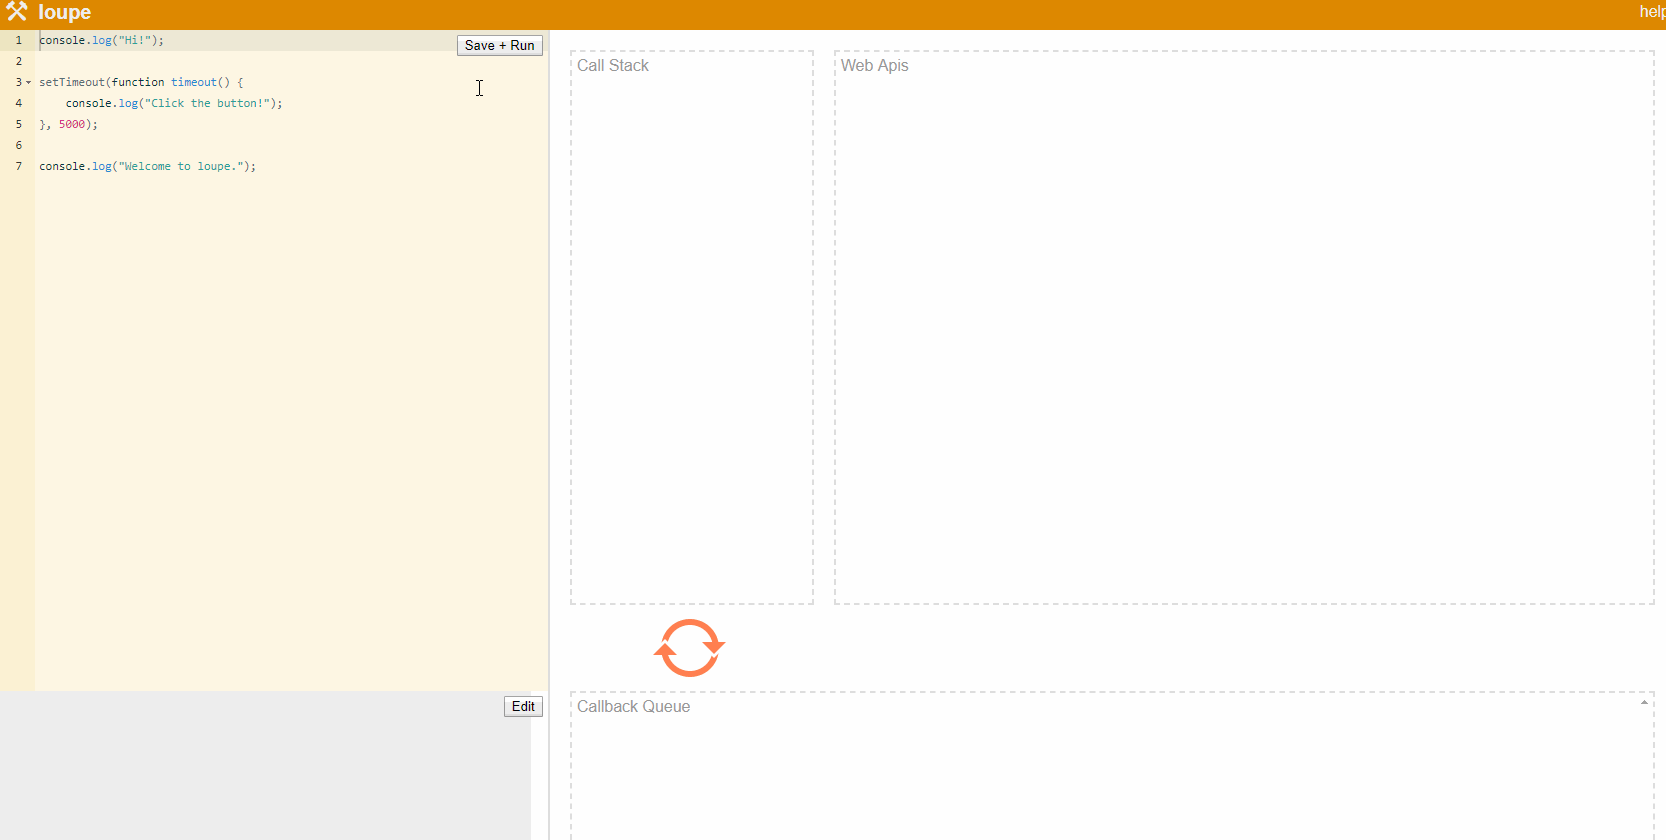 loupe
help
1 console.log("Hi!");
Save + Run
2
3 setTimeout(function timeout() {
4 console.log("Click the button!");
5 }, 5000);
6
7 console.log("Welcome to loupe.");
Call Stack
Web Apis
Edit
Callback Queue